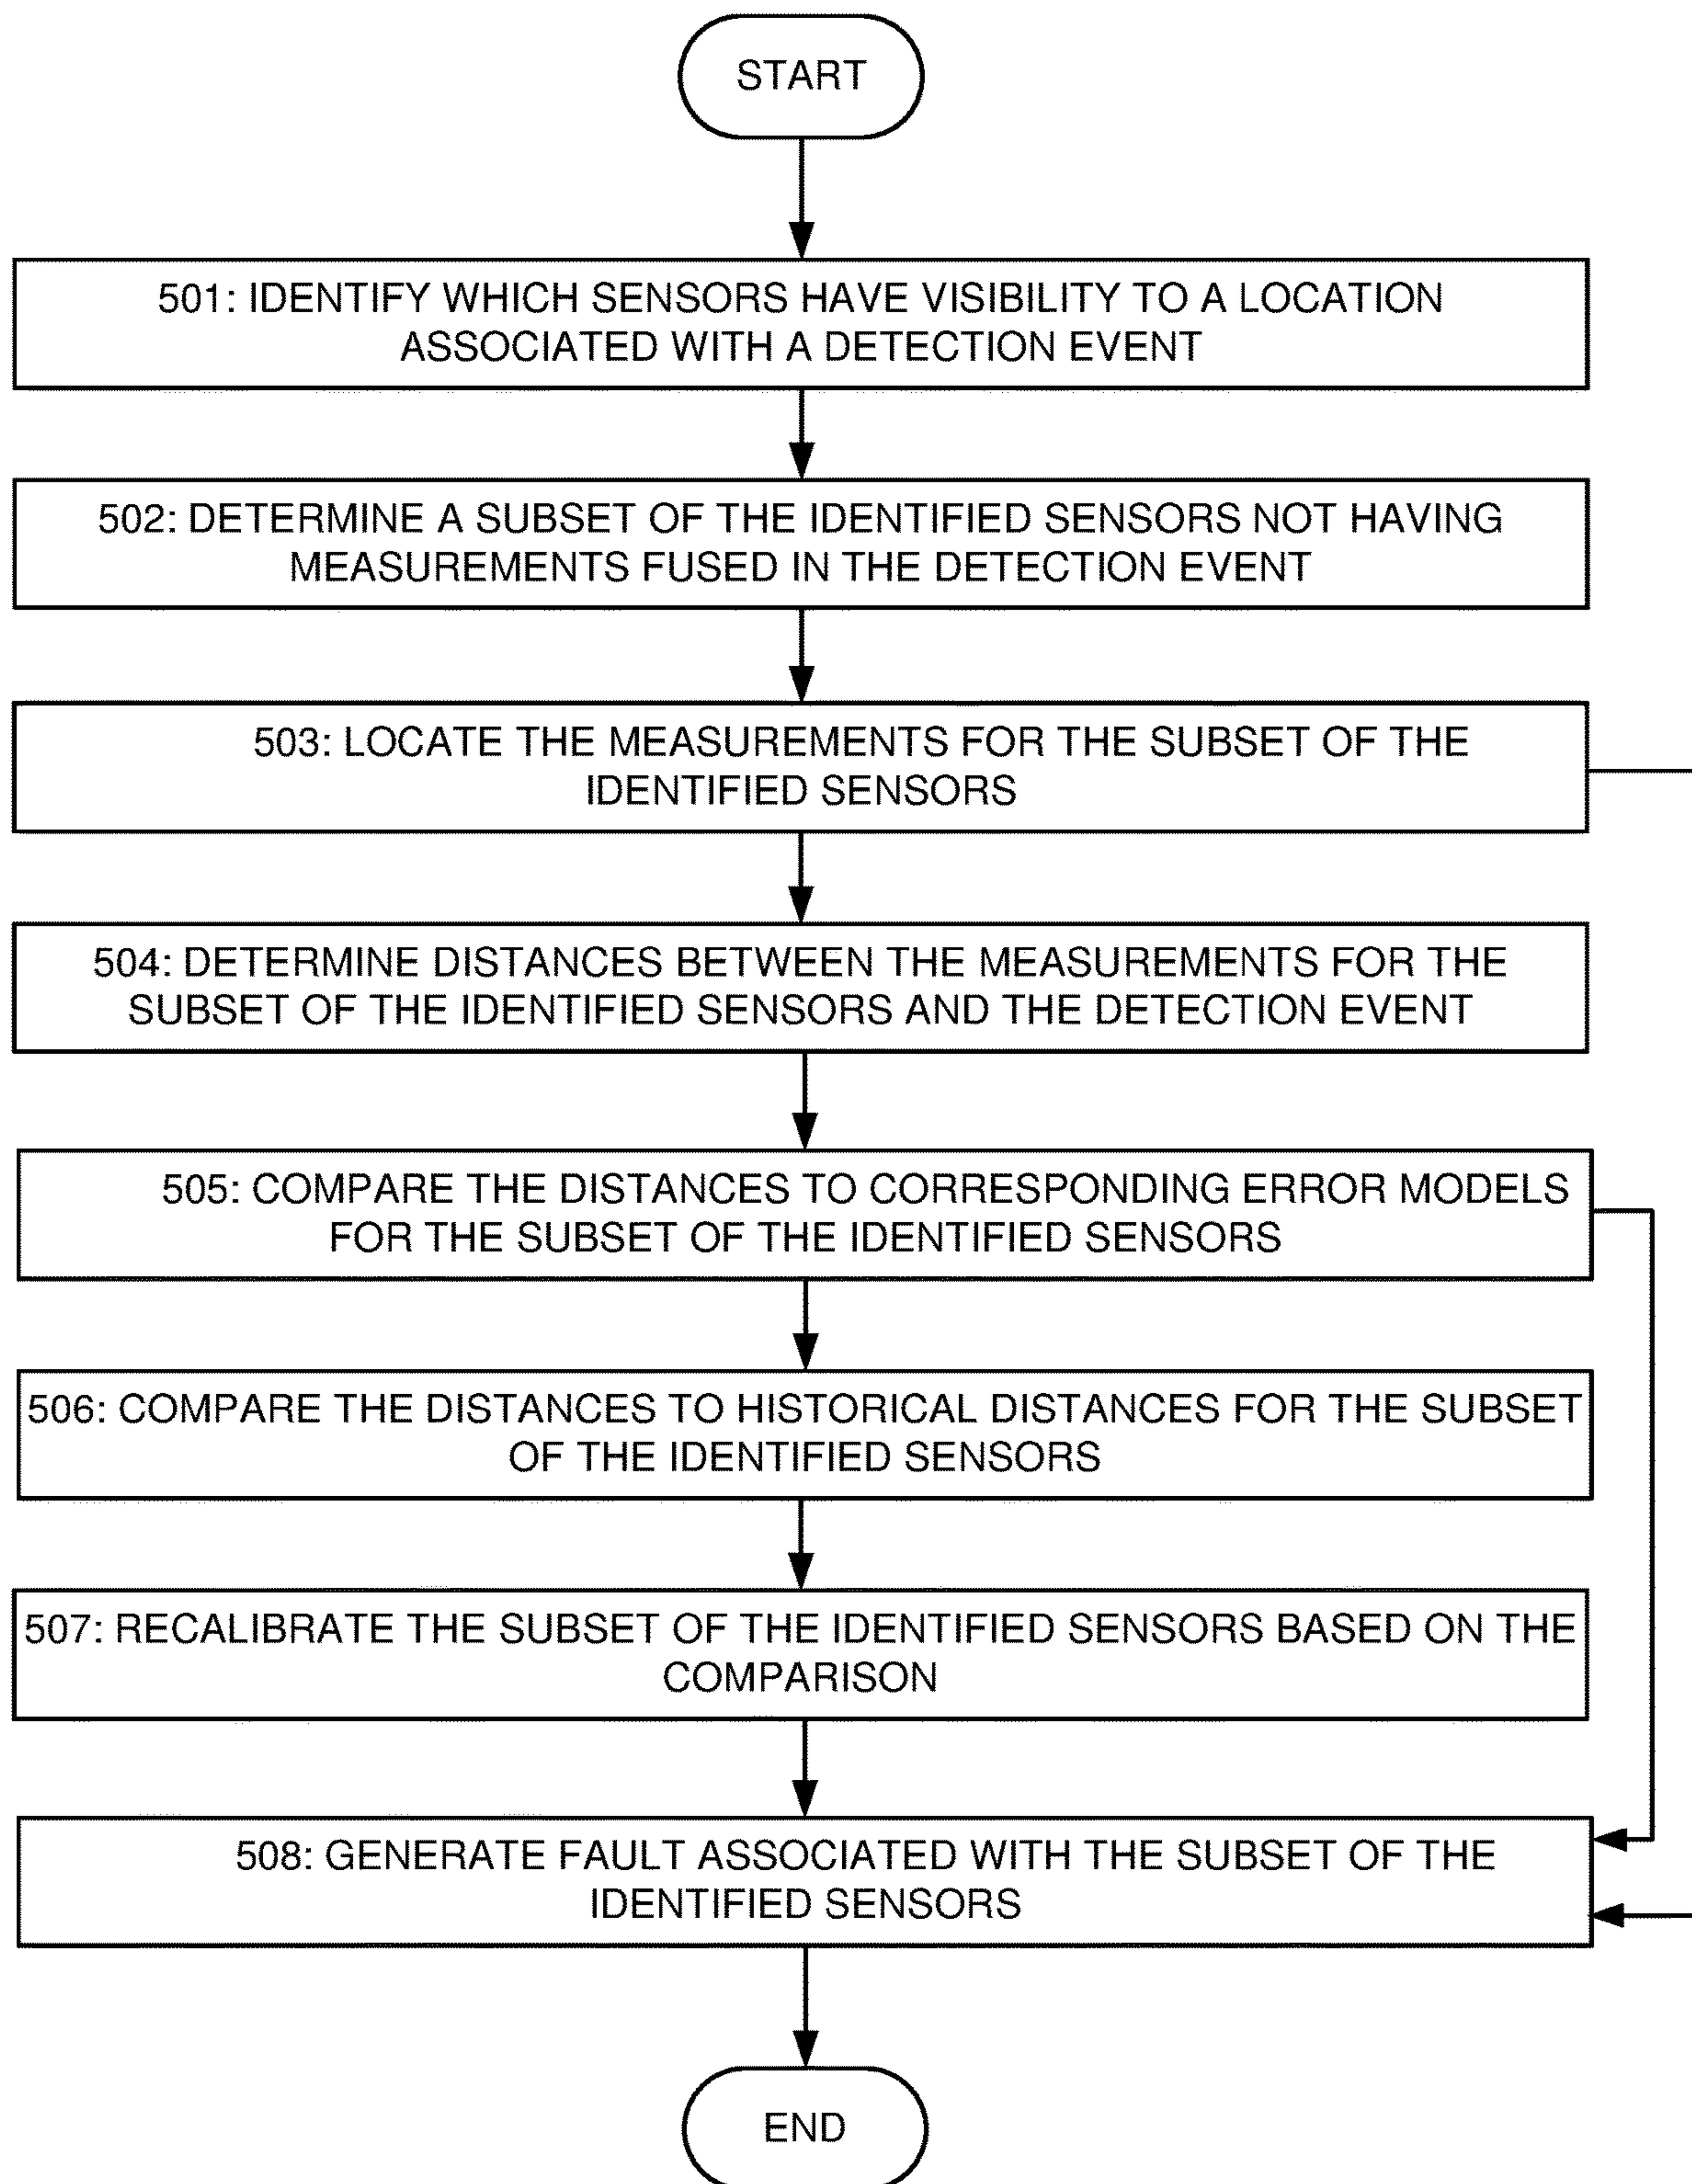 START
501: IDENTIFY WHICH SENSORS HAVE VISIBILITY TO A LOCATION
ASSOCIATED WITH A DETECTION EVENT
502: DETERMINE A SUBSET OF THE IDENTIFIED SENSORS NOT HAVING
MEASUREMENTS FUSED IN THE DETECTION EVENT
503: LOCATE THE MEASUREMENTS FOR THE SUBSET OF THE
IDENTIFIED SENSORS
504: DETERMINE DISTANCES BETWEEN THE MEASUREMENTS FOR THE
SUBSET OF THE IDENTIFIED SENSORS AND THE DETECTION EVENT
505: COMPARE THE DISTANCES TO CORRESPONDING ERROR MODELS
FOR THE SUBSET OF THE IDENTIFIED SENSORS
506: COMPARE THE DISTANCES TO HISTORICAL DISTANCES FOR THE SUBSET
OF THE IDENTIFIED SENSORS
507: RECALIBRATE THE SUBSET OF THE IDENTIFIED SENSORS BASED ON THE
COMPARISON
508: GENERATE FAULT ASSOCIATED WITH THE SUBSET OF THE
IDENTIFIED SENSORS
END